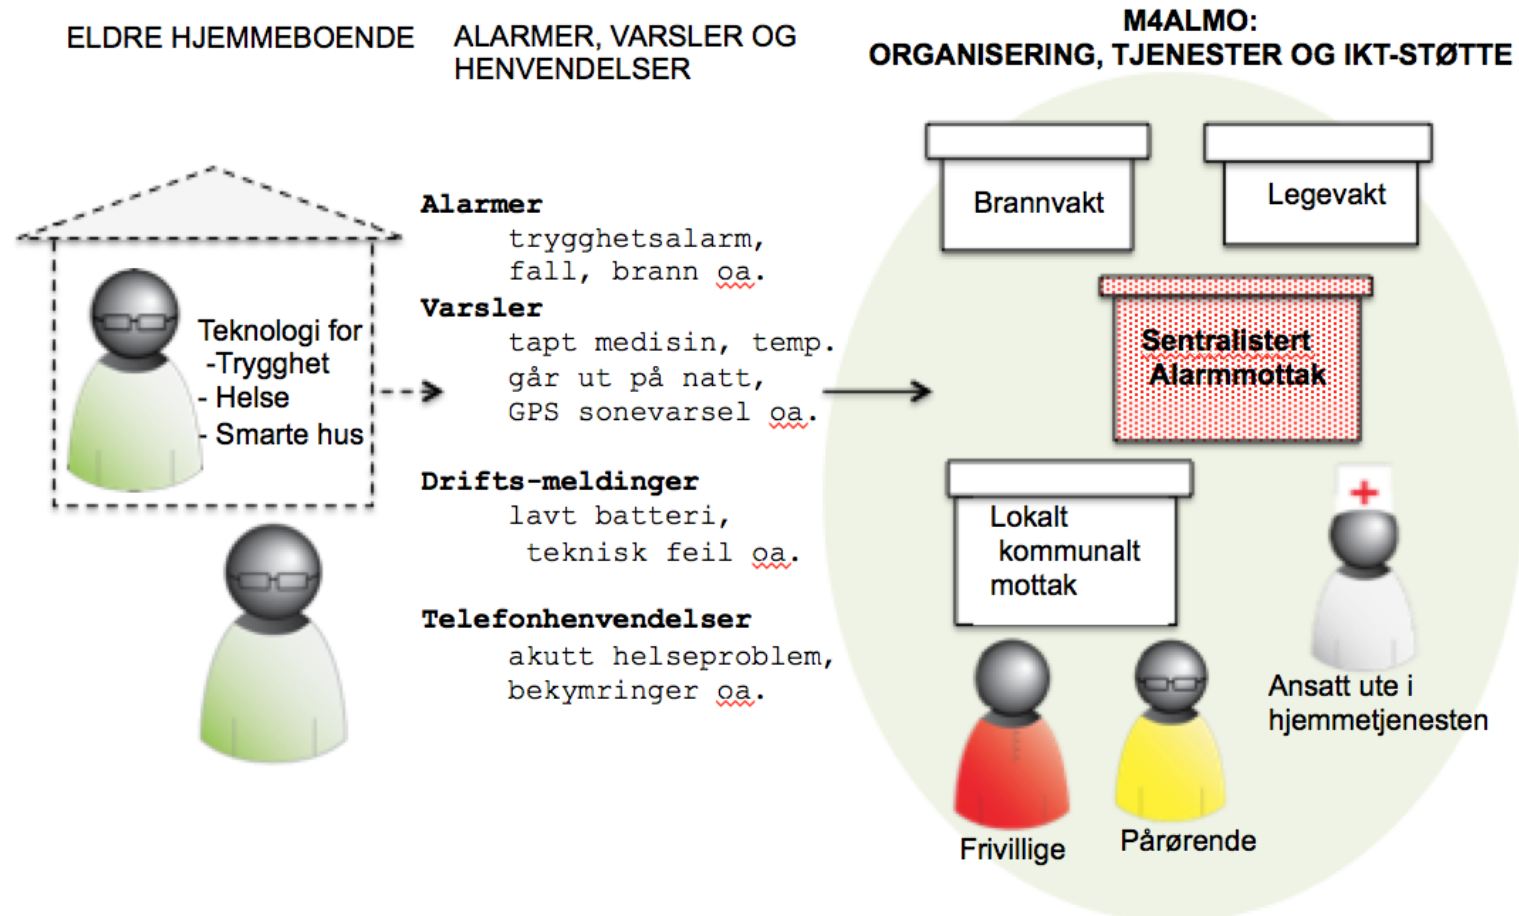 ELDRE HJEMMEBOENDE
ALARMER, VARSLER OG
HENVENDELSER
M4ALMO:
ORGANISERING, TJENESTER OG IKT-STØTTE
Teknologi for
-Trygghet
- Helse
- Smarte hus
Alarmer
trygghetsalarm,
fall, brann oa.
Varsler
tapt medisin, temp.
går ut på natt,
GPS sonevarsel oa.
Drifts-meldinger
lavt batteri,
teknisk feil oa.
Telefonhenvendelser
akutt helseproblem,
bekymringer oa.
Brannvakt
Legevakt
Sentralistert
Alarmmottak
Lokalt
kommunalt
mottak
Ansatt ute i
hjemmetjenesten
Frivillige
Pårørende